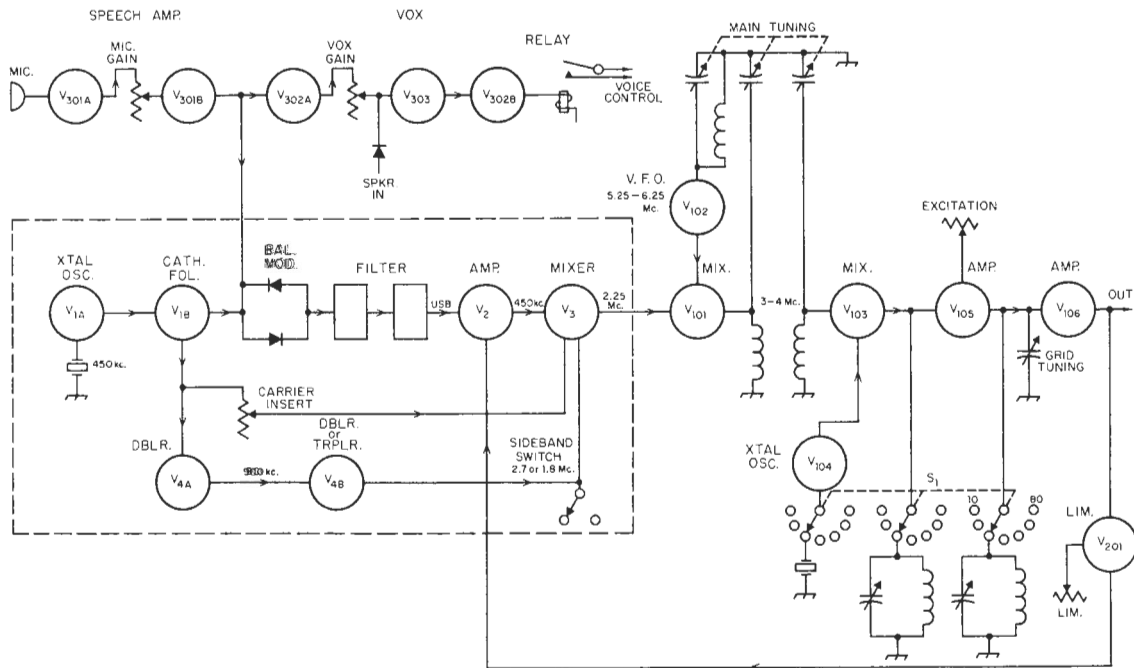 SPEECH AMP.
VOX
MAIN TUNING
MIC.
MIC.
GAIN
VOX
GAIN
RELAY
V301A
V301B
V302A
V303
V302B
VOICE
CONTROL
SPKR.
IN
V. F. O.
5.25–6.25
Mc.
V102
EXCITATION
XTAL
OSC.
CATH.
FOL.
BAL.
MOD.
FILTER
AMP.
MIXER
MIX.
MIX.
AMP.
AMP.
V1A
V1B
USB
V2
450kc.
V3
2.25
Mc.
V101
3–4 Mc.
V103
V105
V106
OUT
450kc.
GRID
TUNING
CARRIER
INSERT
DBLR.
DBLR.
or
TRPLR.
SIDEBAND
SWITCH
2.7 or 1.8 Mc.
V4A
900kc.
V4B
XTAL
OSC.
V104
S1
10
80
LIM.
V201
LIM.